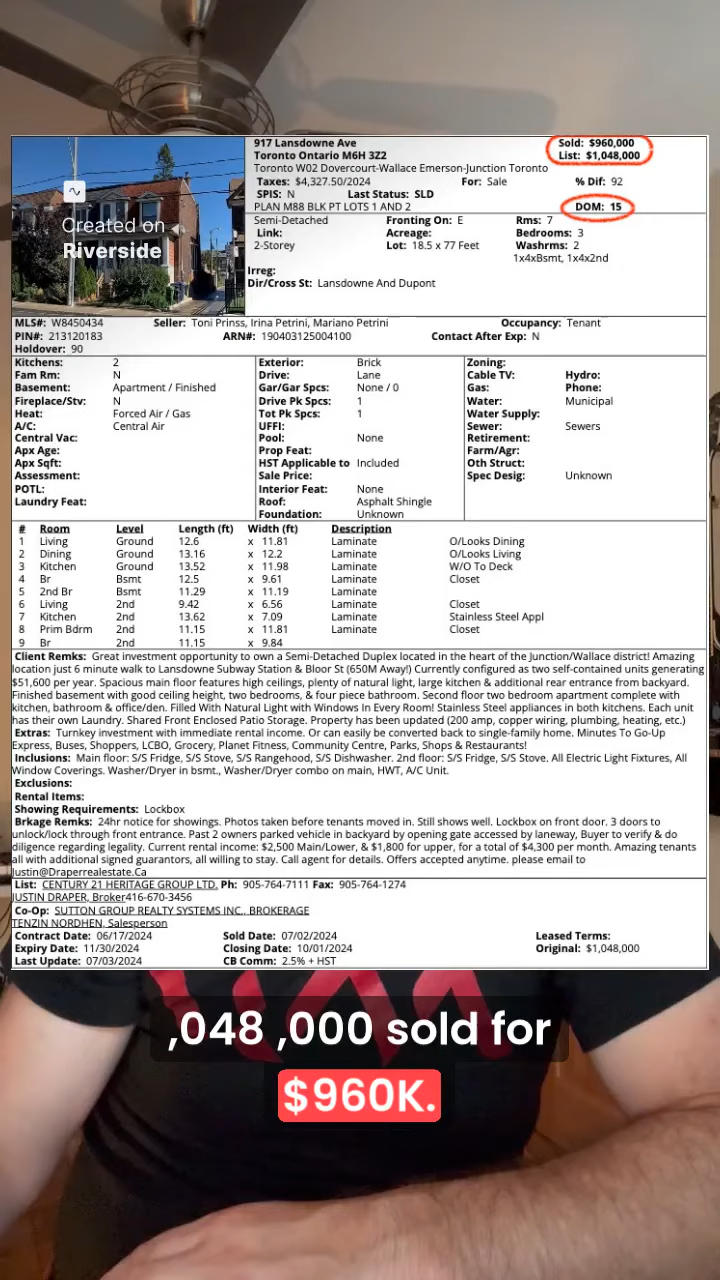 917 Lansdowne Ave Sold: $960,000
Toronto Ontario M6H 3Z2 List: $1,048,000
Toronto W02 Dovercourt-Wallace Emerson-Junction Toronto
Taxes: $4,327.50/2024 For: Sale % Dif: 92
SPIS: N Last Status: SLD
PLAN M88 BLK PT LOTS 1 AND 2 DOM: 15
Created on
Riverside
Semi-Detached Fronting On: E Rms: 7
Link: Acreage: Bedrooms: 3
2-Storey Lot: 18.5 x 77 Feet Washrms: 2
1x4xBsmt, 1x4x2nd
Irreg:
Dir/Cross St: Lansdowne And Dupont
MLS#: W8450434 Seller: Toni Prinss, Irina Petrini, Mariano Petrini Occupancy: Tenant
PIN#: 213120183 ARN#: 190403125004100 Contact After Exp: N
Holdover: 90
Kitchens: 2 Exterior: Brick Zoning:
Fam Rm: N Drive: Lane Cable TV: Hydro:
Basement: Apartment / Finished Gar/Gar Spcs: None / 0 Gas: Phone:
Fireplace/Stv: N Drive Pk Spcs: 1 Water: Municipal
Heat: Forced Air / Gas Tot Pk Spcs: 1 Water Supply:
A/C: Central Air UFFI: Sewer: Sewers
Central Vac: Pool: None Retirement:
Apx Age: Prop Feat: Farm/Agr:
Apx Sqft: HST Applicable to Included Oth Struct:
Assessment: Sale Price: Spec Desig: Unknown
POTL: Interior Feat: None
Laundry Feat: Roof: Asphalt Shingle
Foundation: Unknown
# Room Level Length (ft) Width (ft) Description
1 Living Ground 12.6 x 11.81 Laminate O/Looks Dining
2 Dining Ground 13.16 x 12.2 Laminate O/Looks Living
3 Kitchen Ground 13.52 x 11.98 Laminate W/O To Deck
4 Br Bsmt 12.5 x 9.61 Laminate Closet
5 2nd Br Bsmt 11.29 x 11.19 Laminate
6 Living 2nd 9.42 x 6.56 Laminate Closet
7 Kitchen 2nd 13.62 x 7.09 Laminate Stainless Steel Appl
8 Prim Bdrm 2nd 11.15 x 11.81 Laminate Closet
9 Br 2nd 11.15 x 9.84
Client Remks: Great investment opportunity to own a Semi-Detached Duplex located in the heart of the Junction/Wallace district! Amazing
location just 6 minute walk to Lansdowne Subway Station & Bloor St (650M Away!) Currently configured as two self-contained units generating
$51,600 per year. Spacious main floor features high ceilings, plenty of natural light, large kitchen & additional rear entrance from backyard.
Finished basement with good ceiling height, two bedrooms, & four piece bathroom. Second floor two bedroom apartment complete with
kitchen, bathroom & office/den. Filled With Natural Light with Windows In Every Room! Stainless Steel appliances in both kitchens. Each unit
has their own Laundry. Shared Front Enclosed Patio Storage. Property has been updated (200 amp, copper wiring, plumbing, heating, etc.)
Extras: Turnkey investment with immediate rental income. Or can easily be converted back to single-family home. Minutes To Go-Up
Express, Buses, Shoppers, LCBO, Grocery, Planet Fitness, Community Centre, Parks, Shops & Restaurants!
Inclusions: Main floor: S/S Fridge, S/S Stove, S/S Rangehood, S/S Dishwasher. 2nd floor: S/S Fridge, S/S Stove. All Electric Light Fixtures, All
Window Coverings. Washer/Dryer in bsmt., Washer/Dryer combo on main, HWT, A/C Unit.
Exclusions:
Rental Items:
Showing Requirements: Lockbox
Brkage Remks: 24hr notice for showings. Photos taken before tenants moved in. Still shows well. Lockbox on front door. 3 doors to
unlock/lock through front entrance. Past 2 owners parked vehicle in backyard by opening gate accessed by laneway, Buyer to verify & do
diligence regarding legality. Current rental income: $2,500 Main/Lower, & $1,800 for upper, for a total of $4,300 per month. Amazing tenants
all with additional signed guarantors, all willing to stay. Call agent for details. Offers accepted anytime. please email to
Justin@Draperrealestate.Ca
List: CENTURY 21 HERITAGE GROUP LTD. Ph: 905-764-7111 Fax: 905-764-1274
JUSTIN DRAPER, Broker416-670-3456
Co-Op: SUTTON GROUP REALTY SYSTEMS INC., BROKERAGE
TENZIN NORDHEN, Salesperson
Contract Date: 06/17/2024 Sold Date: 07/02/2024 Leased Terms:
Expiry Date: 11/30/2024 Closing Date: 10/01/2024 Original: $1,048,000
Last Update: 07/03/2024 CB Comm: 2.5% + HST
,048 ,000 sold for
$960K.